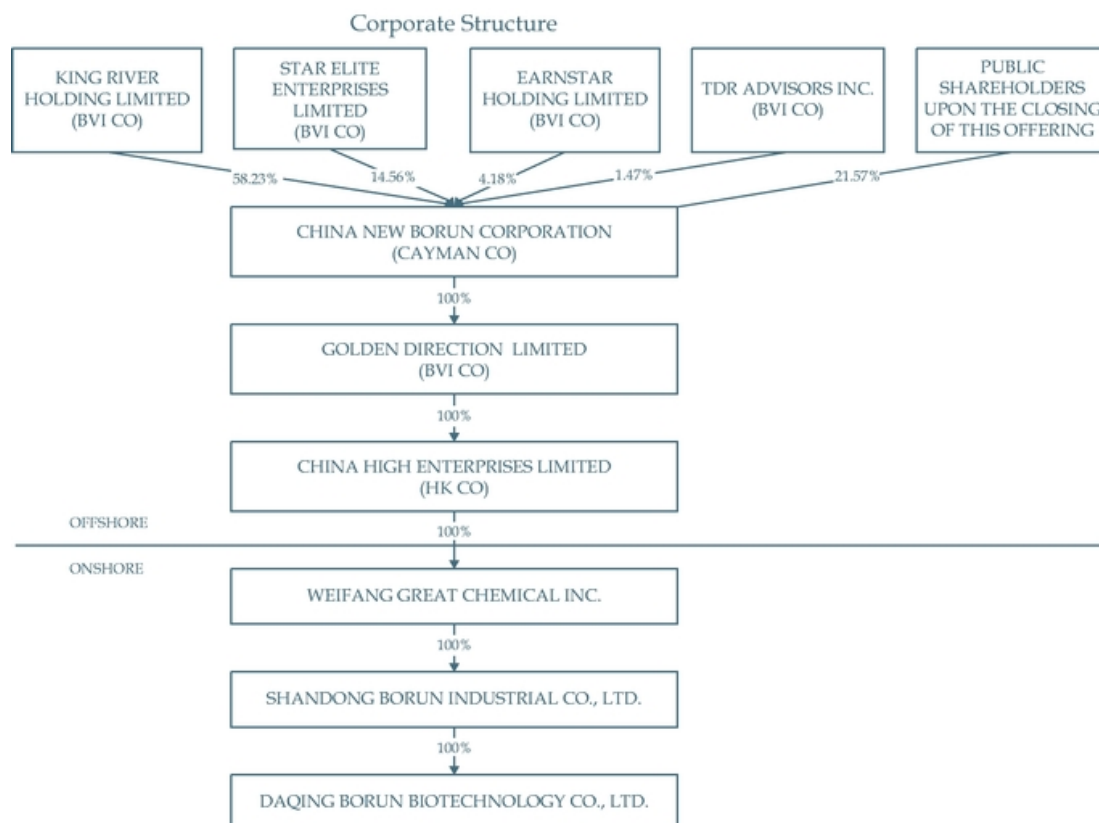 Corporate Structure
KING RIVER
HOLDING LIMITED
(BVI CO)
STAR ELITE
ENTERPRISES
LIMITED
(BVI CO)
EARNSTAR
HOLDING LIMITED
(BVI CO)
TDR ADVISORS INC.
(BVI CO)
PUBLIC
SHAREHOLDERS
UPON THE CLOSING
OF THIS OFFERING
58.23%
14.56%
4.18%
1.47%
21.57%
CHINA NEW BORUN CORPORATION
(CAYMAN CO)
100%
GOLDEN DIRECTION LIMITED
(BVI CO)
100%
CHINA HIGH ENTERPRISES LIMITED
(HK CO)
OFFSHORE
100%
ONSHORE
WEIFANG GREAT CHEMICAL INC.
100%
SHANDONG BORUN INDUSTRIAL CO., LTD.
100%
DAQING BORUN BIOTECHNOLOGY CO., LTD.